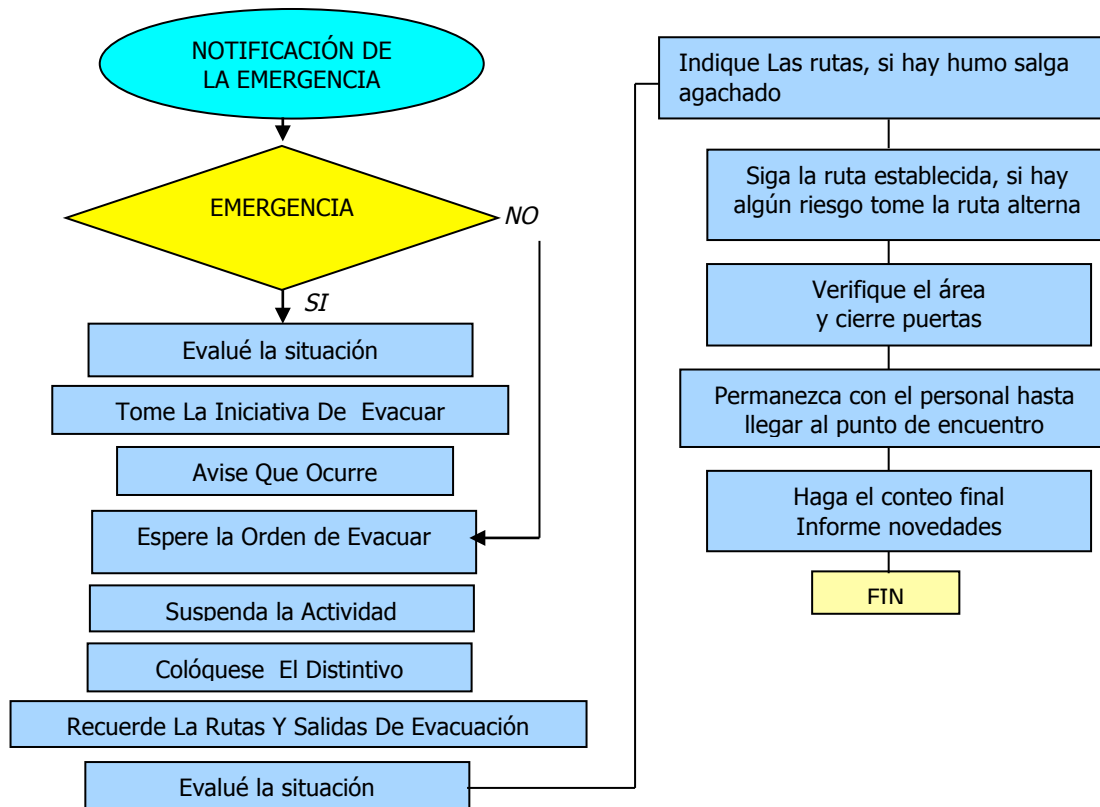 NOTIFICACIÓN DE
LA EMERGENCIA
EMERGENCIA
NO
SI
Evalué la situación
Tome La Iniciativa De Evacuar
Avise Que Ocurre
Espere la Orden de Evacuar
Suspenda la Actividad
Colóquese El Distintivo
Recuerde La Rutas Y Salidas De Evacuación
Evalué la situación
Indique Las rutas, si hay humo salga
agachado
Siga la ruta establecida, si hay
algún riesgo tome la ruta alterna
Verifique el área
y cierre puertas
Permanezca con el personal hasta
llegar al punto de encuentro
Haga el conteo final
Informe novedades
FIN